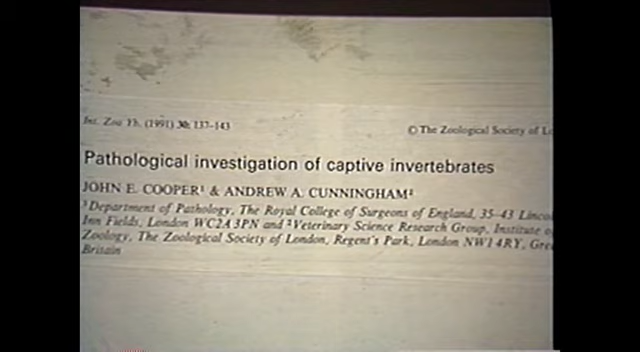 Int. Zoo Yb. (1991) 30: 137–143
© The Zoological Society of Lo
Pathological investigation of captive invertebrates
JOHN E. COOPER¹ & ANDREW A. CUNNINGHAM²
¹Department of Pathology, The Royal College of Surgeons of England, 35–43 Linco
Inn Fields, London WC2A 3PN and ²Veterinary Science Research Group, Institute o
Zoology, The Zoological Society of London, Regent's Park, London NW1 4RY, Gre
Britain